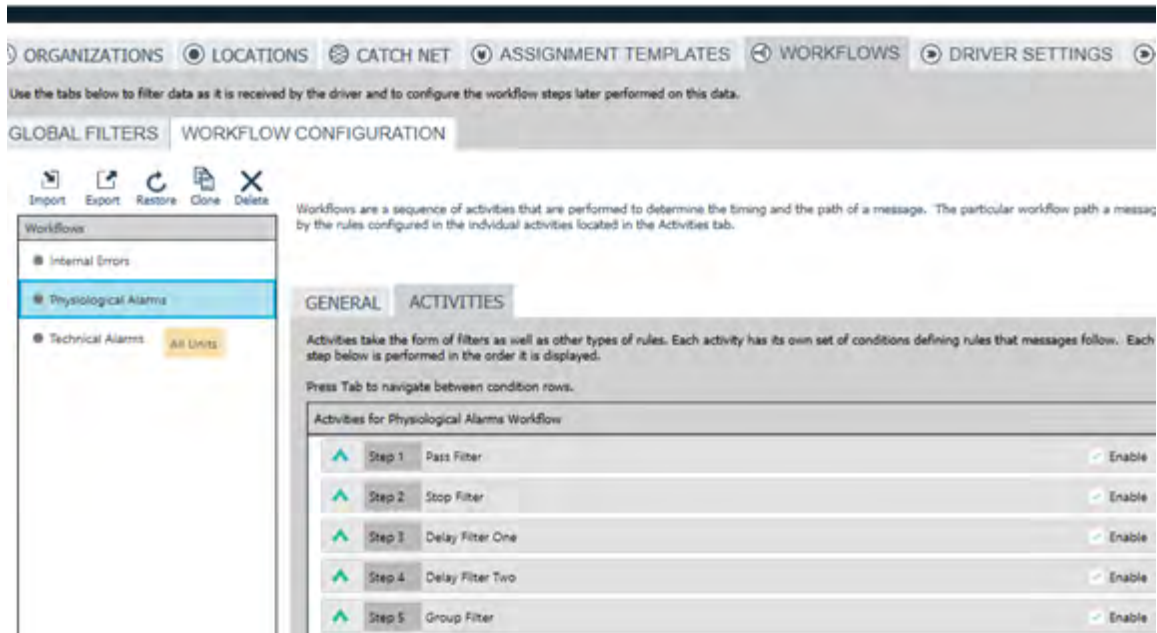 ORGANIZATIONS LOCATIONS CATCH NET ASSIGNMENT TEMPLATES WORKFLOWS DRIVER SETTINGS
Use the tabs below to filter data as it is received by the driver and to configure the workflow steps later performed on this data.
GLOBAL FILTERS WORKFLOW CONFIGURATION
Import Export Restore Clone Delete
Workflows are a sequence of activities that are performed to determine the timing and the path of a message. The particular workflow path a messag
by the rules configured in the indvidual activities located in the Activities tab.
Workflows
Internal Errors
Physiological Alarms
Technical Alarms All Units
GENERAL ACTIVITIES
Activities take the form of filters as well as other types of rules. Each activity has its own set of conditions defining rules that messages follow. Each
step below is performed in the order it is displayed.
Press Tab to navigate between condition rows.
Activities for Physiological Alarms Workflow
Step 1 Pass Filter Enable
Step 2 Stop Filter Enable
Step 3 Delay Filter One Enable
Step 4 Delay Filter Two Enable
Step 5 Group Filter Enable